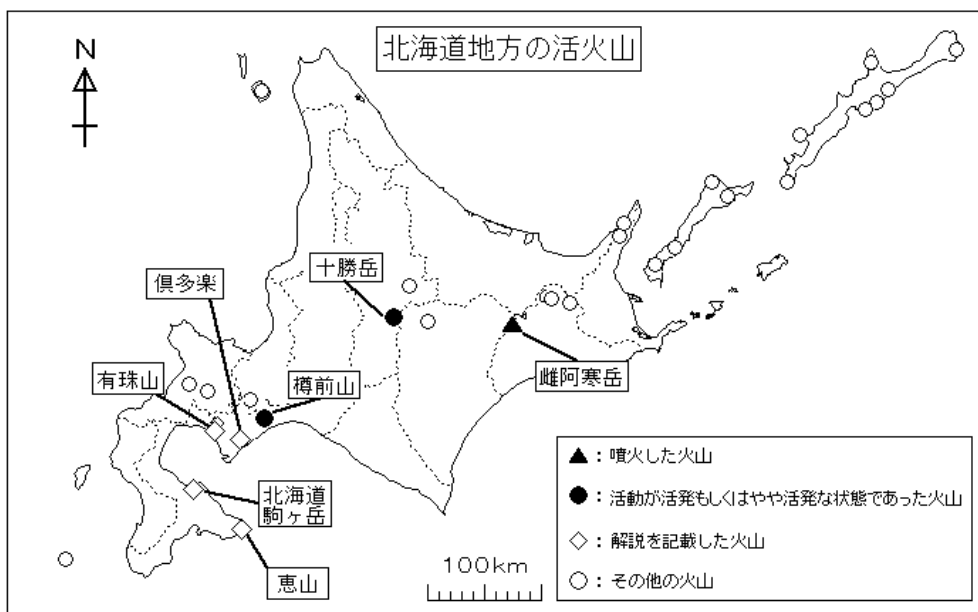 北海道地方の活火山
N
十勝岳
倶多楽
有珠山
樽前山
雌阿寒岳
北海道
駒ヶ岳
恵山
100km
▲：噴火した火山
●：活動が活発もしくはやや活発な状態であった火山
◇：解説を記載した火山
○：その他の火山